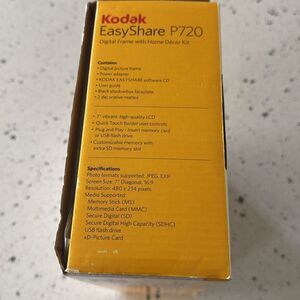 Kodak
EasyShare P720
Digital Frame with Home Décor Kit
Contains:
• Digital picture frame
• Power adapter
• KODAK EASYSHARE software CD
• User guide
• Black shadowbox faceplate
• 2 decorative mattes
• 7" vibrant, high-quality LCD
• Quick Touch Border user controls
• Plug and Play - Insert memory card
or USB flash drive
• Customizable memory with
extra SD memory slot
Specifications
Photo formats supported: JPEG, EXIF
Screen Size: 7" Diagonal, 16:9
Resolution: 480 x 234 pixels
Media Supported:
Memory Stick (MS)
Multimedia Card (MMC)
Secure Digital (SD)
Secure Digital High Capacity (SDHC)
USB flash drive
xD-Picture Card